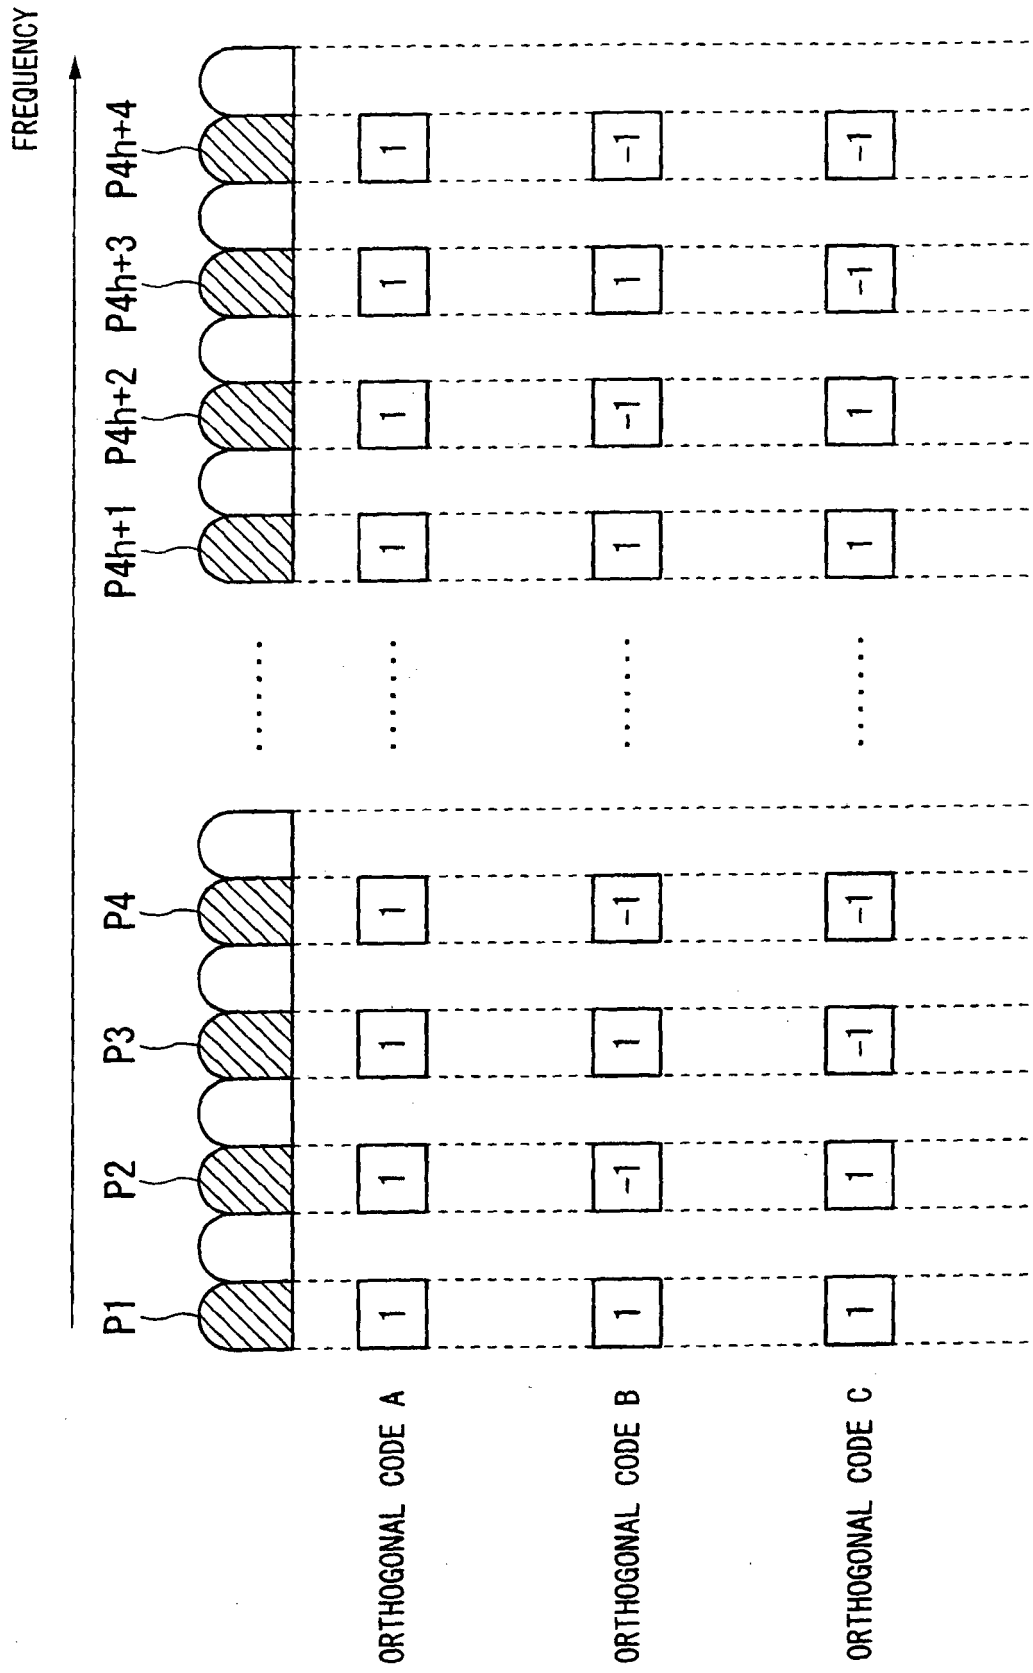 FREQUENCY
P1 P2 P3 P4 P4h+1 P4h+2 P4h+3 P4h+4
.......
ORTHOGONAL CODE A 1 1 1 1 ....... 1 1 1 1
ORTHOGONAL CODE B 1 -1 1 -1 ....... 1 -1 1 -1
ORTHOGONAL CODE C 1 1 -1 -1 ....... 1 1 -1 -1